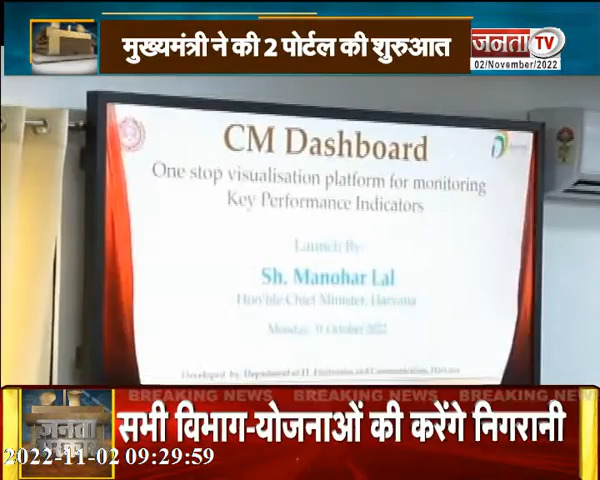 मुख्यमंत्री ने की 2 पोर्टल की शुरुआत
जनता TV
02/November/2022
CM Dashboard
One stop visualisation platform for monitoring
Key Performance Indicators
Launch By
Sh. Manohar Lal
Hon'ble Chief Minister, Haryana
Monday, 31 October 2022
Developed by: Department of IT, Electronics and Communication, Haryana
BREAKING NEWS BREAKING NEWS BREAKING NEWS
जनता
सभी विभाग-योजनाओं की करेंगे निगरानी
2022-11-02 09:29:59